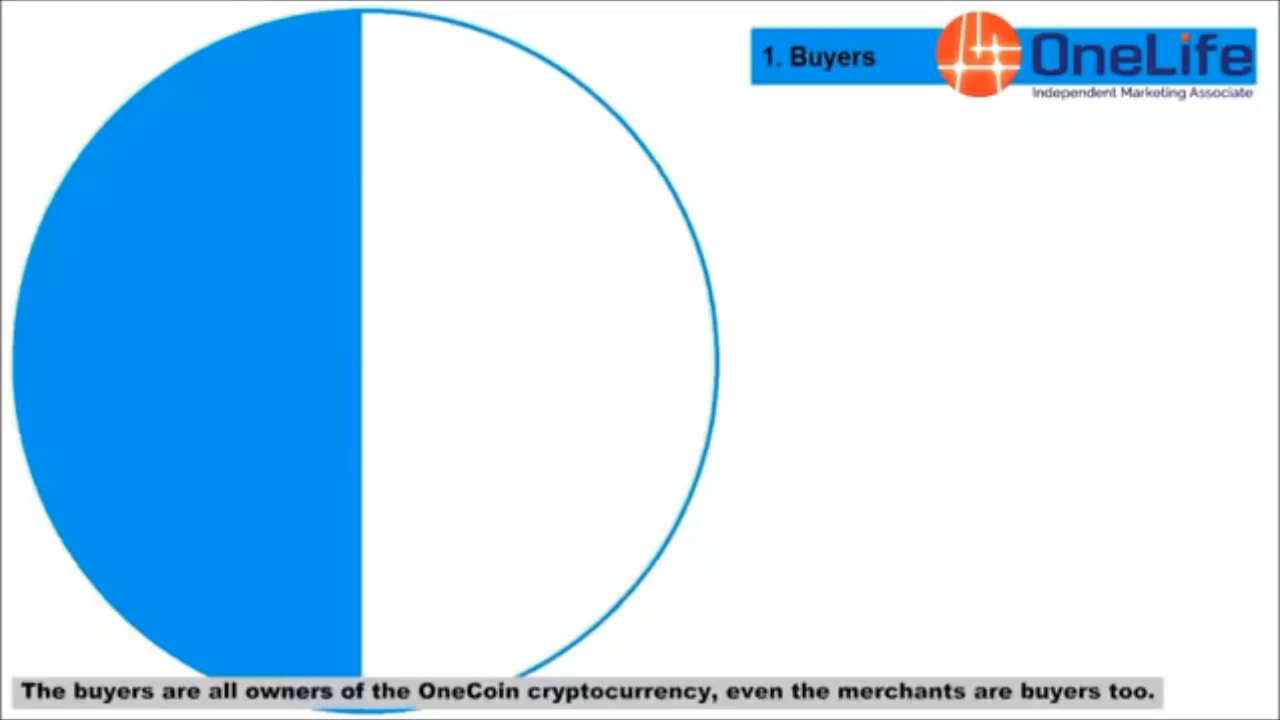 1. Buyers
OneLife
Independent Marketing Associate
The buyers are all owners of the OneCoin cryptocurrency, even the merchants are buyers too.